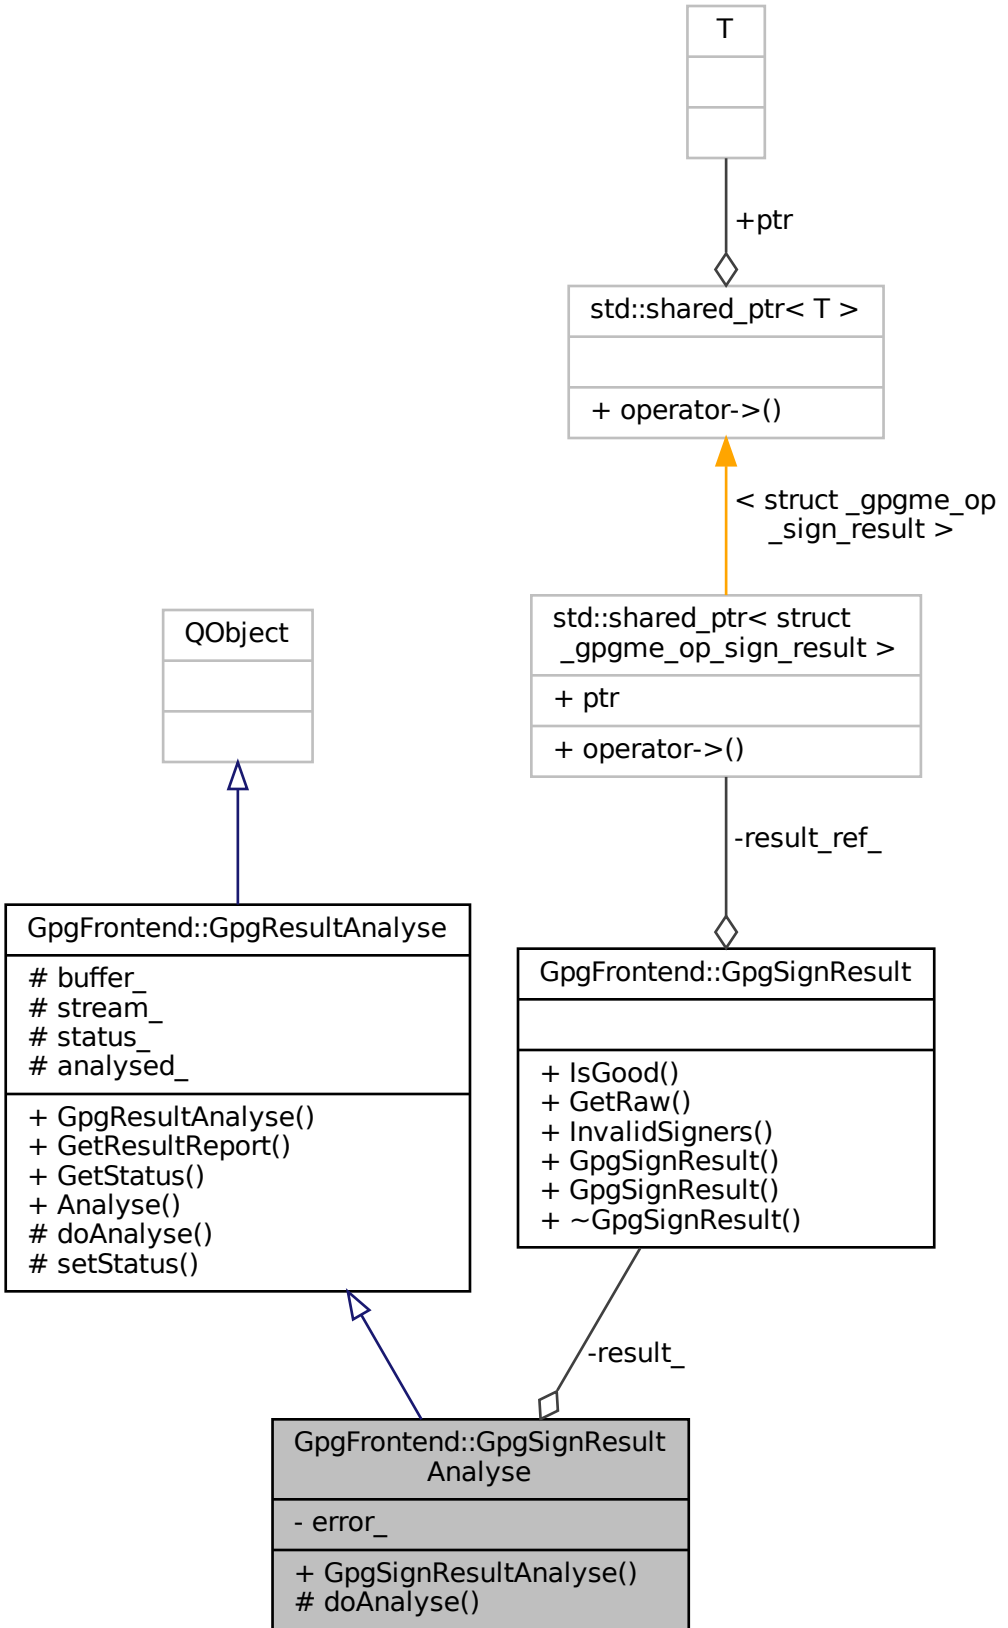 T
+ptr
std::shared_ptr< T >
+ operator->()
< struct _gpgme_op
_sign_result >
std::shared_ptr< struct
_gpgme_op_sign_result >
+ ptr
+ operator->()
QObject
-result_ref_
GpgFrontend::GpgResultAnalyse
# buffer_
# stream_
# status_
# analysed_
+ GpgResultAnalyse()
+ GetResultReport()
+ GetStatus()
+ Analyse()
# doAnalyse()
# setStatus()
GpgFrontend::GpgSignResult
+ IsGood()
+ GetRaw()
+ InvalidSigners()
+ GpgSignResult()
+ GpgSignResult()
+ ~GpgSignResult()
-result_
GpgFrontend::GpgSignResult
Analyse
- error_
+ GpgSignResultAnalyse()
# doAnalyse()